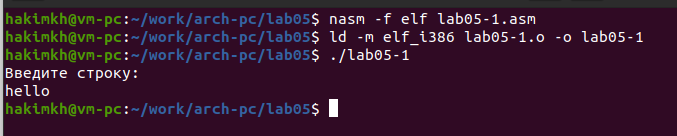 hakimkh@vm-pc:~/work/arch-pc/lab05$ nasm -f elf lab05-1.asm
hakimkh@vm-pc:~/work/arch-pc/lab05$ ld -m elf_i386 lab05-1.o -o lab05-1
hakimkh@vm-pc:~/work/arch-pc/lab05$ ./lab05-1
Введите строку:
hello
hakimkh@vm-pc:~/work/arch-pc/lab05$